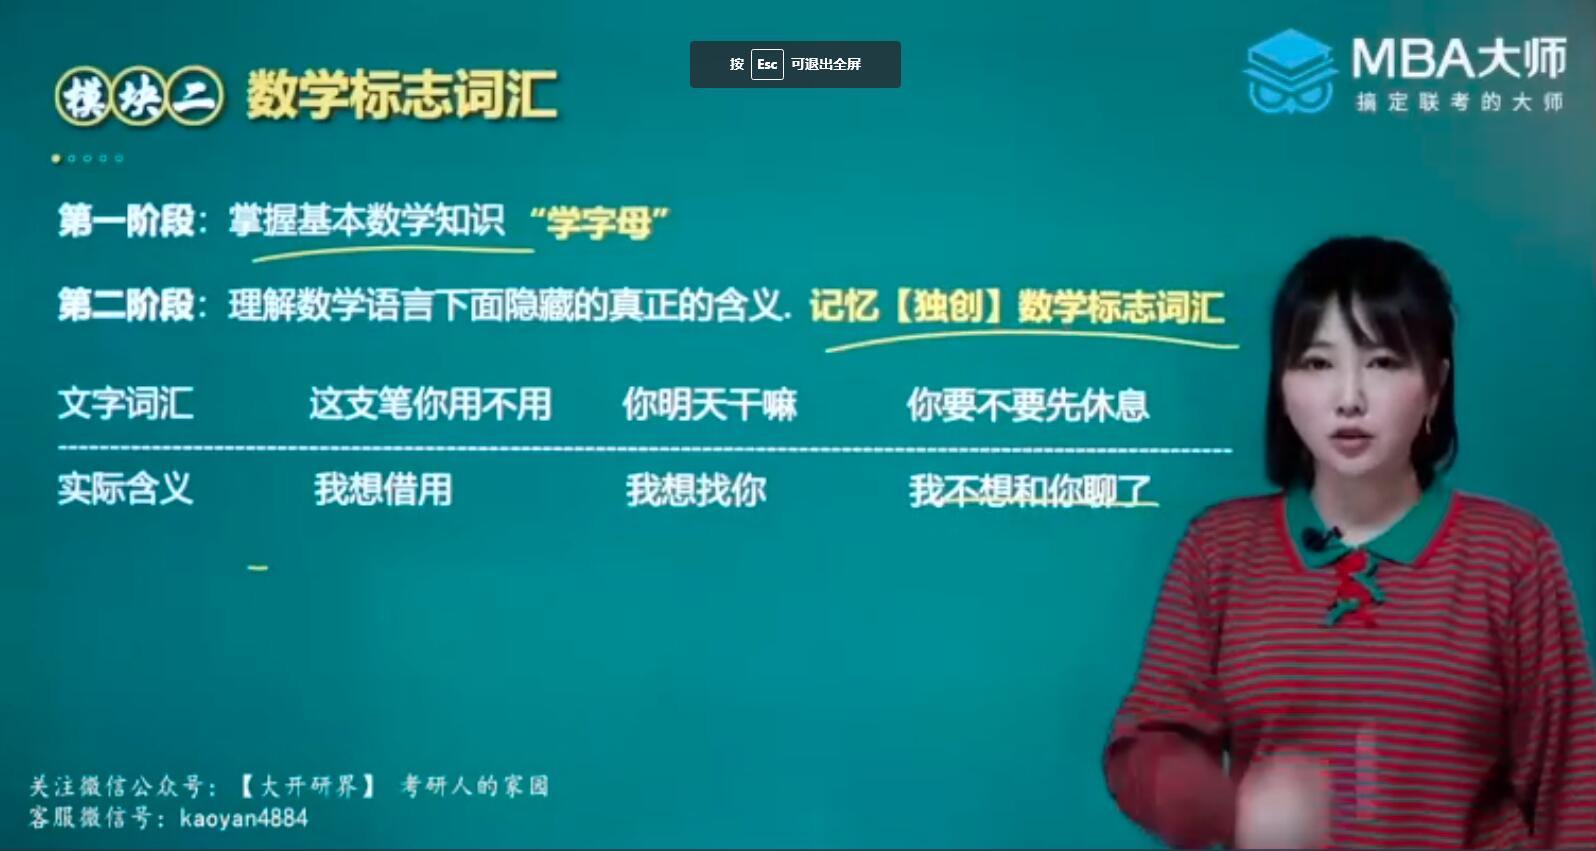 按 Esc 可退出全屏
MBA大师
搞定联考的大师
模块二 数学标志词汇
第一阶段：掌握基本数学知识 “学字母”
第二阶段：理解数学语言下面隐藏的真正的含义. 记忆【独创】数学标志词汇
文字词汇 这支笔你用不用 你明天干嘛 你要不要先休息
实际含义 我想借用 我想找你 我不想和你聊了
关注微信公众号：【大开研界】 考研人的家园
客服微信号：kaoyan4884